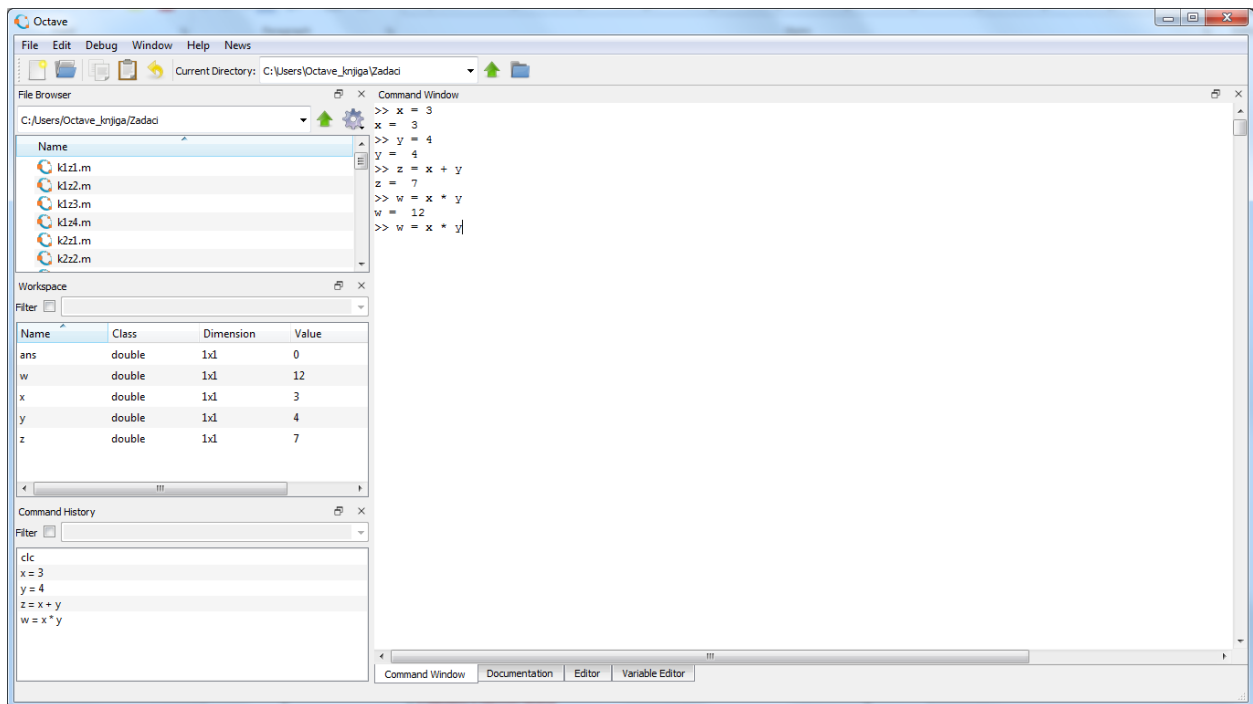 Octave
File Edit Debug Window Help News
Current Directory: C:\Users\Octave_knjiga\Zadaci
File Browser
C:/Users/Octave_knjiga/Zadaci
Name
k1z1.m
k1z2.m
k1z3.m
k1z4.m
k2z1.m
k2z2.m
Workspace
Filter
Name Class Dimension Value
ans double 1x1 0
w double 1x1 12
x double 1x1 3
y double 1x1 4
z double 1x1 7
Command History
Filter
clc
x = 3
y = 4
z = x + y
w = x * y
Command Window
>> x = 3
x = 3
>> y = 4
y = 4
>> z = x + y
z = 7
>> w = x * y
w = 12
>> w = x * y
Command Window Documentation Editor Variable Editor